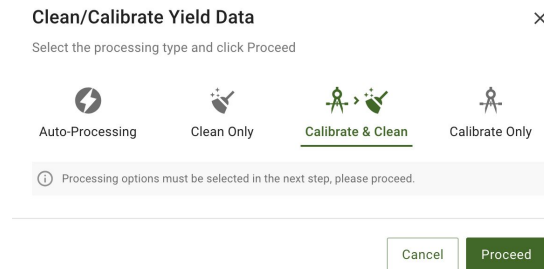 Clean/Calibrate Yield Data
Select the processing type and click Proceed
Auto-Processing
Clean Only
Calibrate & Clean
Calibrate Only
Processing options must be selected in the next step, please proceed.
Cancel
Proceed